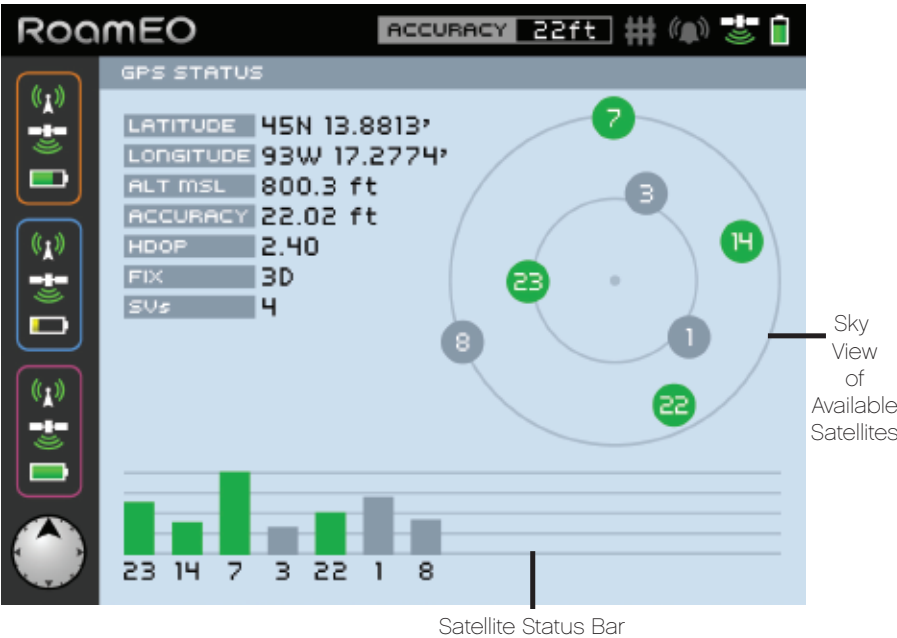 RoamEO
ACCURACY 22ft
GPS STATUS
LATITUDE 45N 13.8813'
LONGITUDE 93W 17.2774'
ALT MSL 800.3 ft
ACCURACY 22.02 ft
HDOP 2.40
FIX 3D
SVs 4
7
3
14
23
8
1
22
Sky
View
of
Available
Satellites
23 14 7 3 22 1 8
Satellite Status Bar